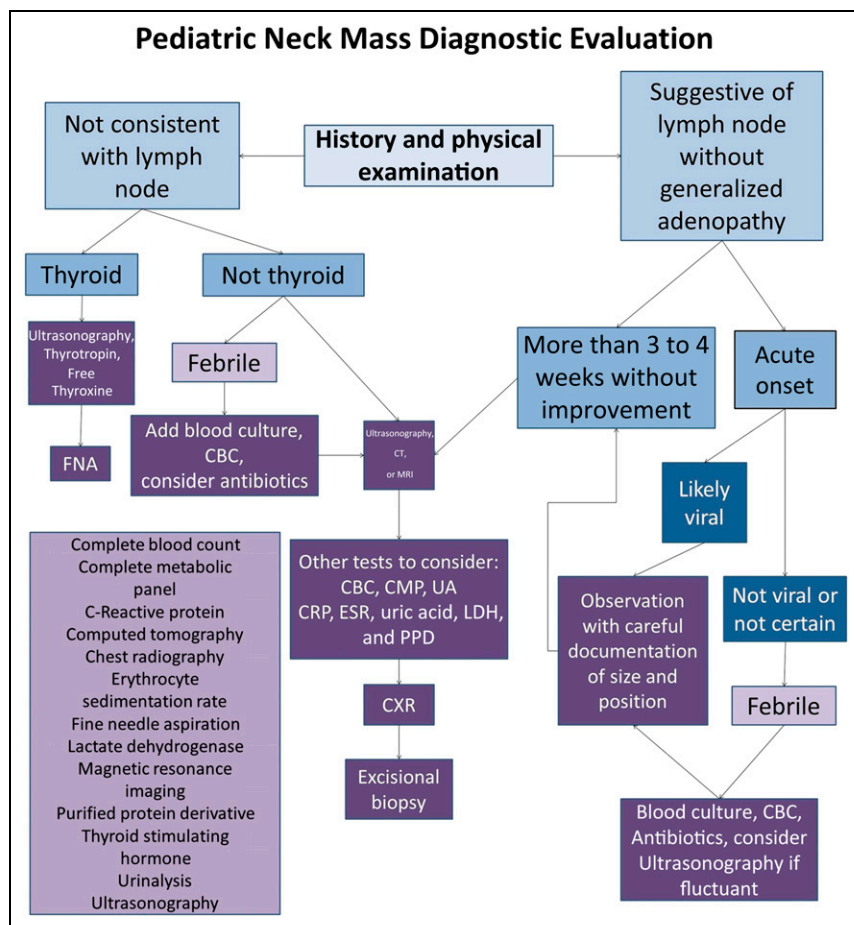 Pediatric Neck Mass Diagnostic Evaluation
Not consistent
with lymph
node
History and physical
examination
Suggestive of
lymph node
without
generalized
adenopathy
Thyroid
Not thyroid
Ultrasonography,
Thyrotropin,
Free
Thyroxine
FNA
Febrile
Add blood culture,
CBC,
consider antibiotics
Ultrasonography,
CT,
or MRI
More than 3 to 4
weeks without
improvement
Acute
onset
Likely
viral
Not viral or
not certain
Febrile
Observation
with careful
documentation
of size and
position
Blood culture, CBC,
Antibiotics, consider
Ultrasonography if
fluctuant
Other tests to consider:
CBC, CMP, UA
CRP, ESR, uric acid, LDH,
and PPD
CXR
Excisional
biopsy
Complete blood count
Complete metabolic
panel
C-Reactive protein
Computed tomography
Chest radiography
Erythrocyte
sedimentation rate
Fine needle aspiration
Lactate dehydrogenase
Magnetic resonance
imaging
Purified protein derivative
Thyroid stimulating
hormone
Urinalysis
Ultrasonography